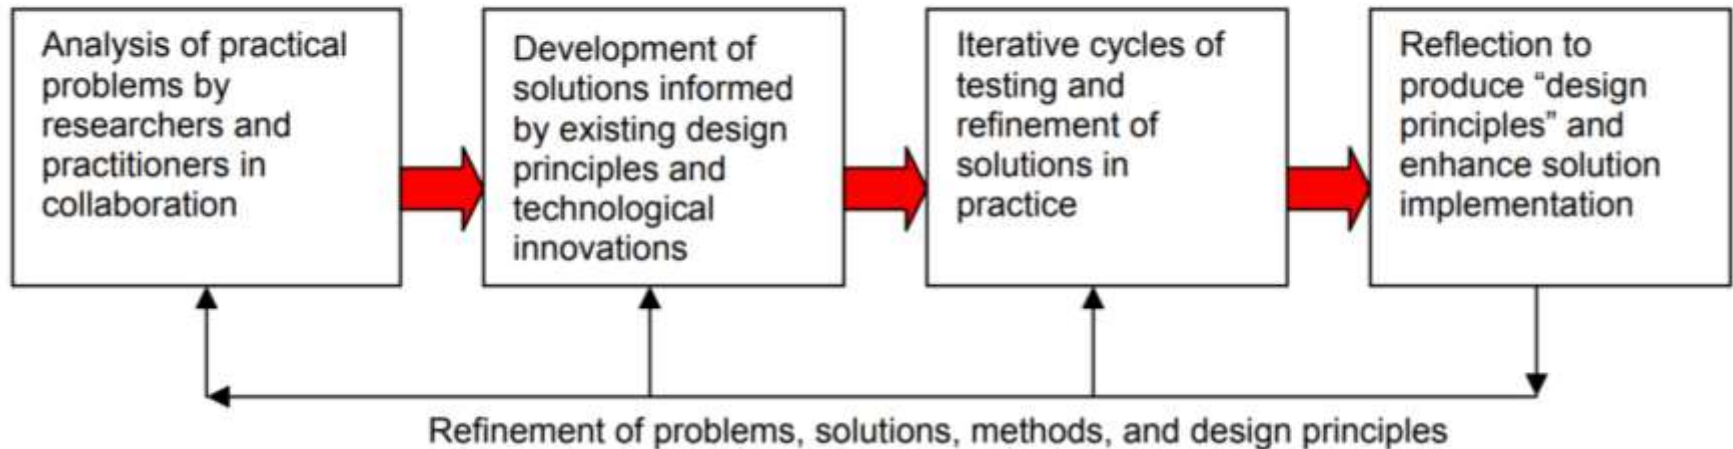 Analysis of practical
problems by
researchers and
practitioners in
collaboration
Development of
solutions informed
by existing design
principles and
technological
innovations
Iterative cycles of
testing and
refinement of
solutions in
practice
Reflection to
produce “design
principles” and
enhance solution
implementation
Refinement of problems, solutions, methods, and design principles